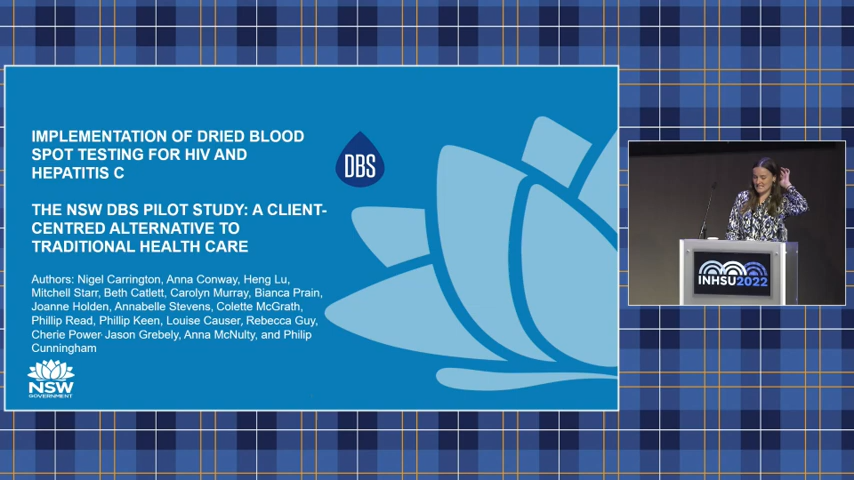 IMPLEMENTATION OF DRIED BLOOD
SPOT TESTING FOR HIV AND
HEPATITIS C
DBS
THE NSW DBS PILOT STUDY: A CLIENT-
CENTRED ALTERNATIVE TO
TRADITIONAL HEALTH CARE
Authors: Nigel Carrington, Anna Conway, Heng Lu,
Mitchell Starr, Beth Catlett, Carolyn Murray, Bianca Prain,
Joanne Holden, Annabelle Stevens, Colette McGrath,
Phillip Read, Phillip Keen, Louise Causer, Rebecca Guy,
Cherie Power Jason Grebely, Anna McNulty, and Philip
Cunningham
NSW
GOVERNMENT
INHSU2022